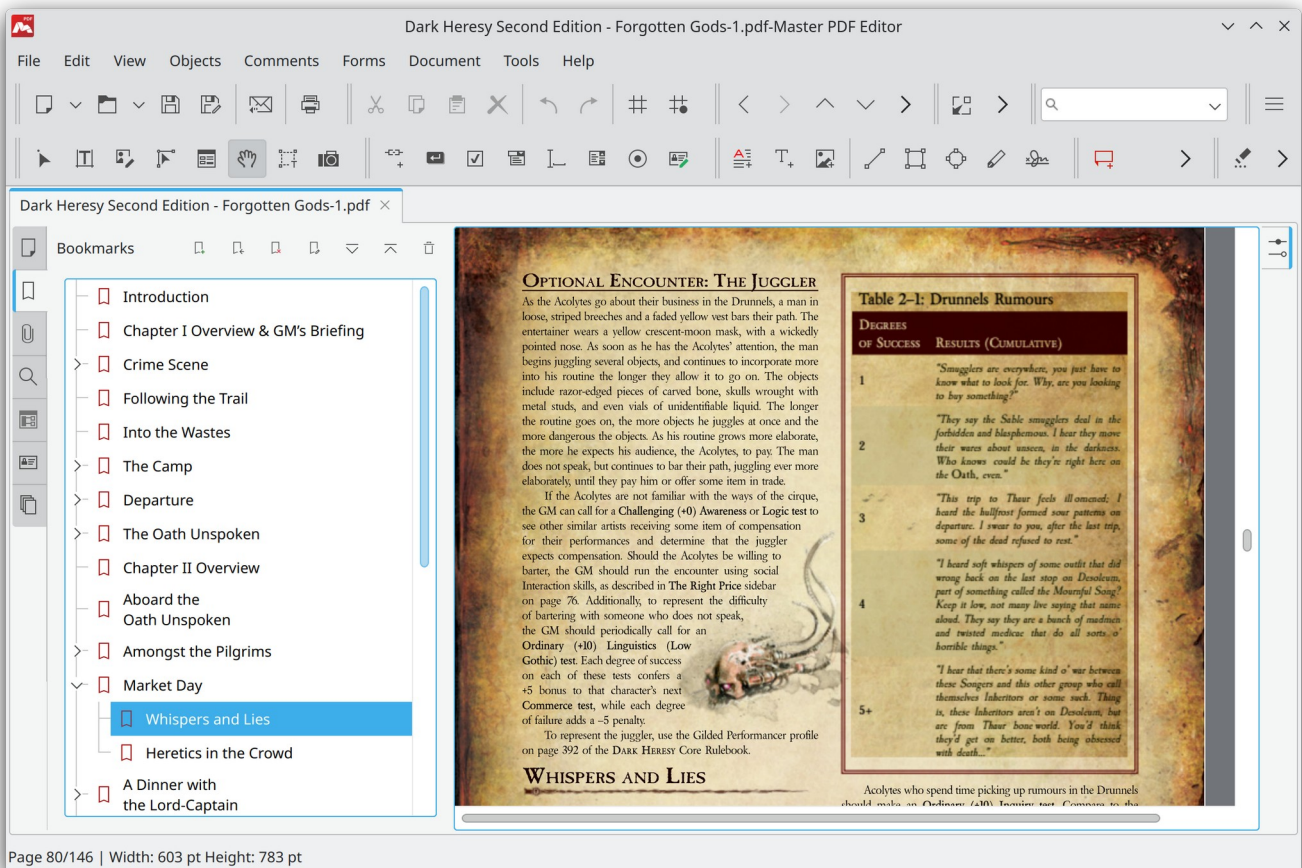 Dark Heresy Second Edition - Forgotten Gods-1.pdf-Master PDF Editor
File Edit View Objects Comments Forms Document Tools Help
Dark Heresy Second Edition - Forgotten Gods-1.pdf
Bookmarks
Introduction
Chapter I Overview & GM's Briefing
Crime Scene
Following the Trail
Into the Wastes
The Camp
Departure
The Oath Unspoken
Chapter II Overview
Aboard the
Oath Unspoken
Amongst the Pilgrims
Market Day
Whispers and Lies
Heretics in the Crowd
A Dinner with
the Lord-Captain
OPTIONAL ENCOUNTER: THE JUGGLER
As the Acolytes go about their business in the Drunnels, a man in
loose, striped breeches and a faded yellow vest bars their path. The
entertainer wears a yellow crescent-moon mask, with a wickedly
pointed nose. As soon as he has the Acolytes' attention, the man
begins juggling several objects, and continues to incorporate more
into his routine the longer they allow it to go on. The objects
include razor-edged pieces of carved bone, skulls wrought with
metal studs, and even vials of unidentifiable liquid. The longer
the routine goes on, the more objects he juggles at once and the
more dangerous the objects. As his routine grows more elaborate,
the more he expects his audience, the Acolytes, to pay. The man
does not speak, but continues to bar their path, juggling ever more
elaborately, until they pay him or offer some item in trade.
If the Acolytes are not familiar with the ways of the cirque,
the GM can call for a Challenging (+0) Awareness or Logic test to
see other similar artists receiving some item of compensation
for their performances and determine that the juggler
expects compensation. Should the Acolytes be willing to
barter, the GM should run the encounter using social
Interaction skills, as described in The Right Price sidebar
on page 76. Additionally, to represent the difficulty
of bartering with someone who does not speak,
the GM should periodically call for an
Ordinary (+10) Linguistics (Low
Gothic) test. Each degree of success
on each of these tests confers a
+5 bonus to that character's next
Commerce test, while each degree
of failure adds a –5 penalty.
To represent the juggler, use the Gilded Performancer profile
on page 392 of the DARK HERESY Core Rulebook.
WHISPERS AND LIES
Table 2–1: Drunnels Rumours
DEGREES
OF SUCCESS RESULTS (CUMULATIVE)
1
"Smugglers are everywhere, you just have to
know what to look for. Why, are you looking
to buy something?"
2
"They say the Sable smugglers deal in the
forbidden and blasphemous. I hear they move
their wares about unseen, in the darkness.
Who knows could be they're right here on
the Oath, even."
3
"This trip to Thaur feels ill omened; I
heard the hullfrost formed sour patterns on
departure. I swear to you, after the last trip,
some of the dead refused to rest."
4
"I heard soft whispers of some outfit that did
wrong back on the last stop on Desoleum,
part of something called the Mournful Song?
Keep it low, not many live saying that name
aloud. They say they are a bunch of madmen
and twisted medicae that do all sorts o'
horrible things."
5+
"I hear that there's some kind o' war between
these Songers and this other group who call
themselves Inheritors or some such. Thing
is, these Inheritors aren't on Desoleum, but
are from Thaur bone world. You'd think
they'd get on better, both being obsessed
with death..."
Acolytes who spend time picking up rumours in the Drunnels
should make an Ordinary (+10) Inquiry test. Compare to the
Page 80/146 | Width: 603 pt Height: 783 pt